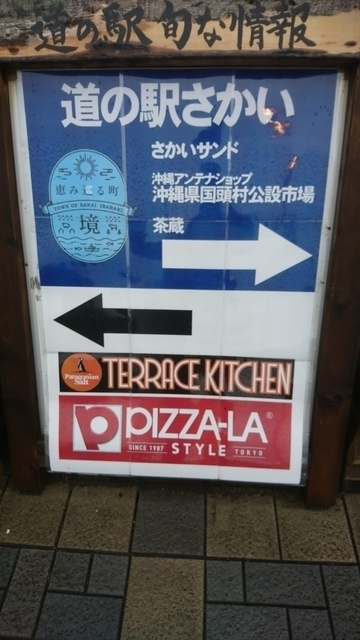 道の駅 旬な情報
道の駅さかい
さかいサンド
恵み巡る町
TOWN OF SAKAI IBARAKI
境
沖縄アンテナショップ
沖縄県国頭村公設市場
茶蔵
Patagonian
Salt
TERRACE KITCHEN
PIZZA-LA®
SINCE 1987 STYLE TOKYO